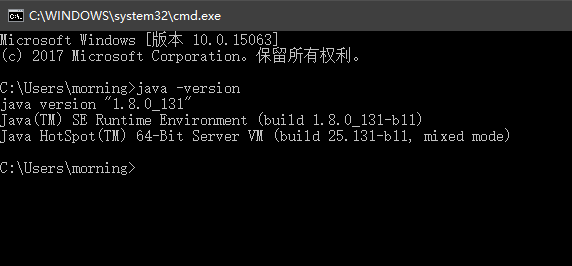 C:\WINDOWS\system32\cmd.exe
Microsoft Windows [版本 10.0.15063]
(c) 2017 Microsoft Corporation。保留所有权利。
C:\Users\morning>java -version
java version "1.8.0_131"
Java(TM) SE Runtime Environment (build 1.8.0_131-b11)
Java HotSpot(TM) 64-Bit Server VM (build 25.131-b11, mixed mode)
C:\Users\morning>